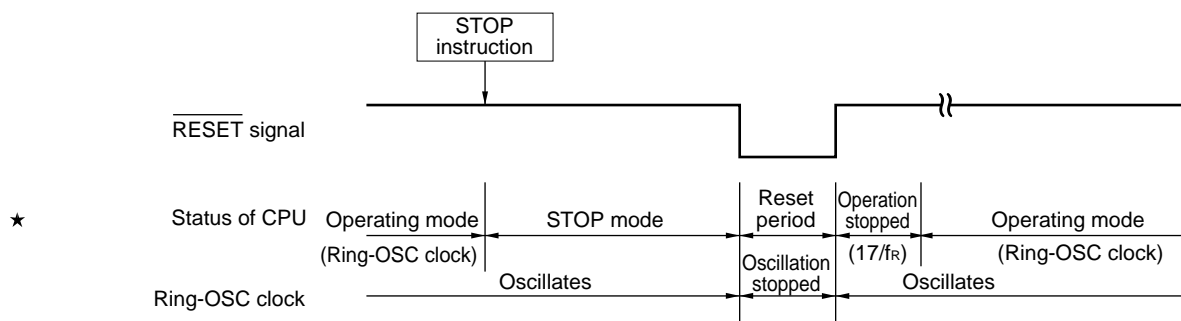 STOP
instruction
RESET signal
★
Status of CPU
Operating mode
(Ring-OSC clock)
STOP mode
Reset
period
Operation
stopped
(17/fR)
Operating mode
(Ring-OSC clock)
Ring-OSC clock
Oscillates
Oscillation
stopped
Oscillates